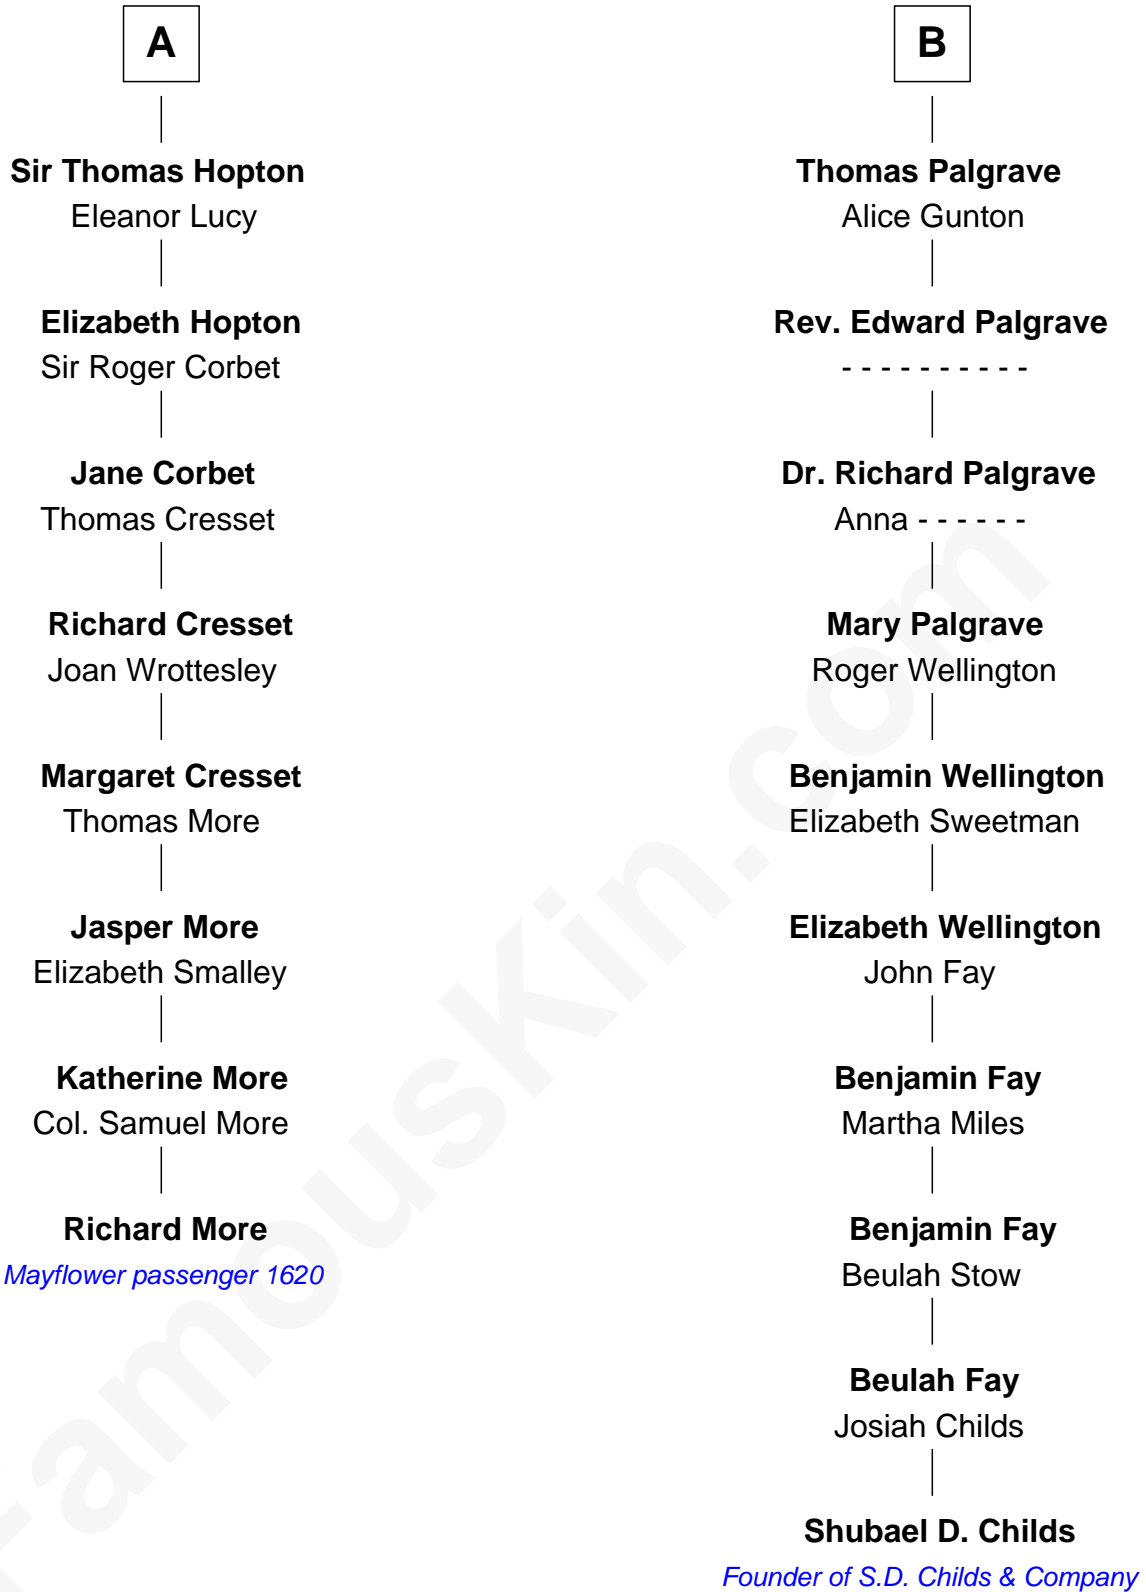 A
Sir Thomas Hopton
Eleanor Lucy
Elizabeth Hopton
Sir Roger Corbet
Jane Corbet
Thomas Cresset
Richard Cresset
Joan Wrottesley
Margaret Cresset
Thomas More
Jasper More
Elizabeth Smalley
Katherine More
Col. Samuel More
Richard More
Mayflower passenger 1620
B
Thomas Palgrave
Alice Gunton
Rev. Edward Palgrave
- - - - - - - - - -
Dr. Richard Palgrave
Anna - - - - - -
Mary Palgrave
Roger Wellington
Benjamin Wellington
Elizabeth Sweetman
Elizabeth Wellington
John Fay
Benjamin Fay
Martha Miles
Benjamin Fay
Beulah Stow
Beulah Fay
Josiah Childs
Shubael D. Childs
Founder of S.D. Childs & Company
FamousKin.com